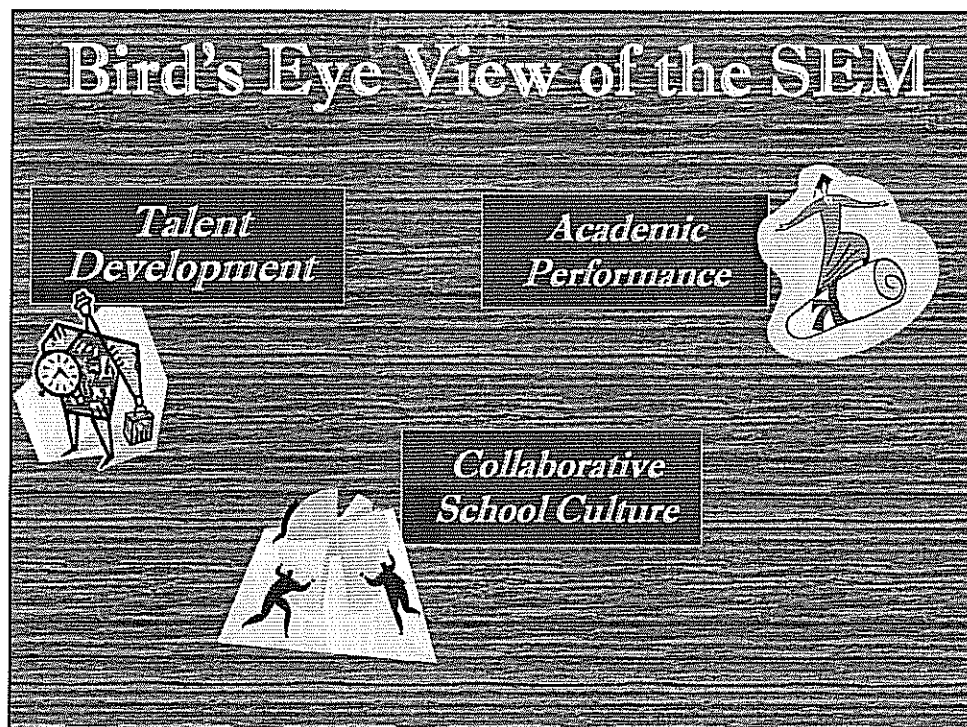 Bird's Eye View of the SEM
Talent
Development
Academic
Performance
Collaborative
School Culture